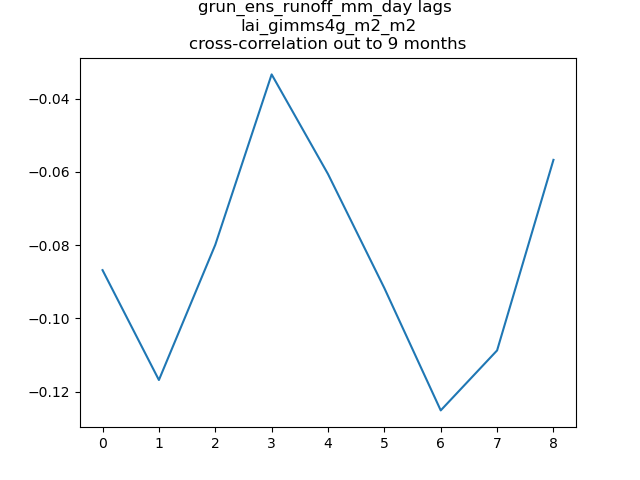 grun_ens_runoff_mm_day lags
lai_gimms4g_m2_m2
cross-correlation out to 9 months
−0.04
−0.06
−0.08
−0.10
−0.12
0 1 2 3 4 5 6 7 8